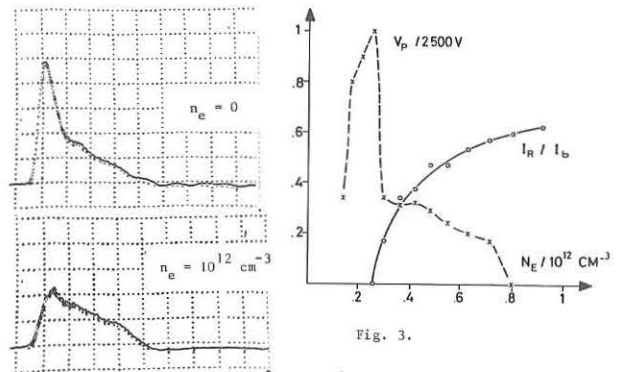 n_e = 0
n_e = 10^12 cm^-3
1
.8
.6
.4
.2
V_P / 2500 V
I_R / I_b
N_E / 10^12 CM^-3
.2 .4 .6 .8 1
Fig. 3.